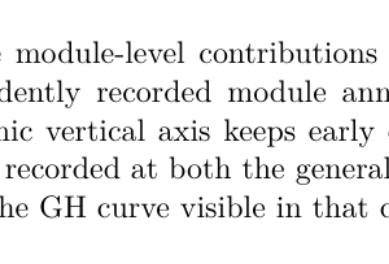 module-level contributions
dently recorded module ann
nic vertical axis keeps early
recorded at both the general
he GH curve visible in that